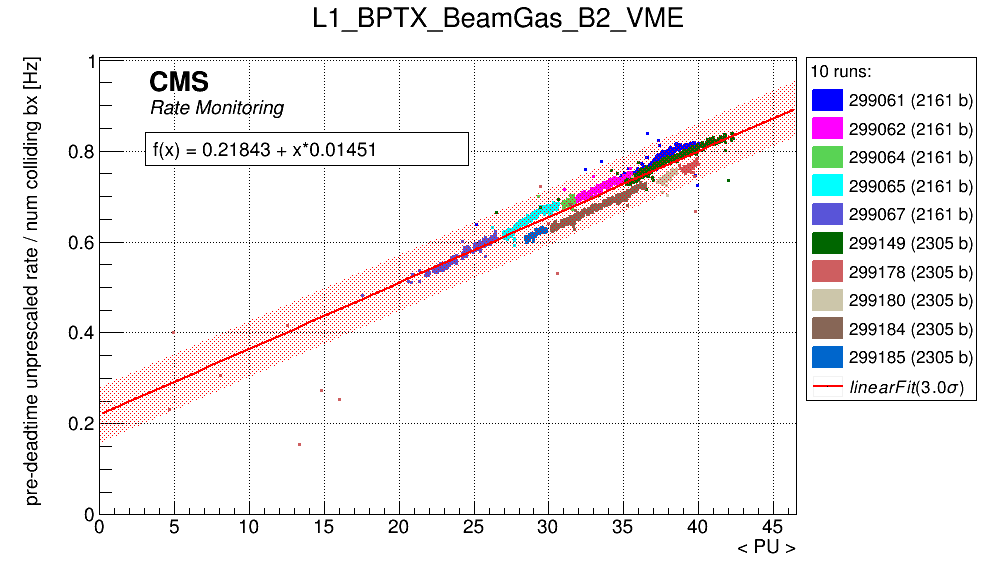 L1_BPTX_BeamGas_B2_VME
pre-deadtime unprescaled rate / num colliding bx [Hz]
CMS
Rate Monitoring
f(x) = 0.21843 + x*0.01451
1
0.8
0.6
0.4
0.2
0
0 5 10 15 20 25 30 35 40 45
< PU >
10 runs:
299061 (2161 b)
299062 (2161 b)
299064 (2161 b)
299065 (2161 b)
299067 (2161 b)
299149 (2305 b)
299178 (2305 b)
299180 (2305 b)
299184 (2305 b)
299185 (2305 b)
linearFit(3.0σ)